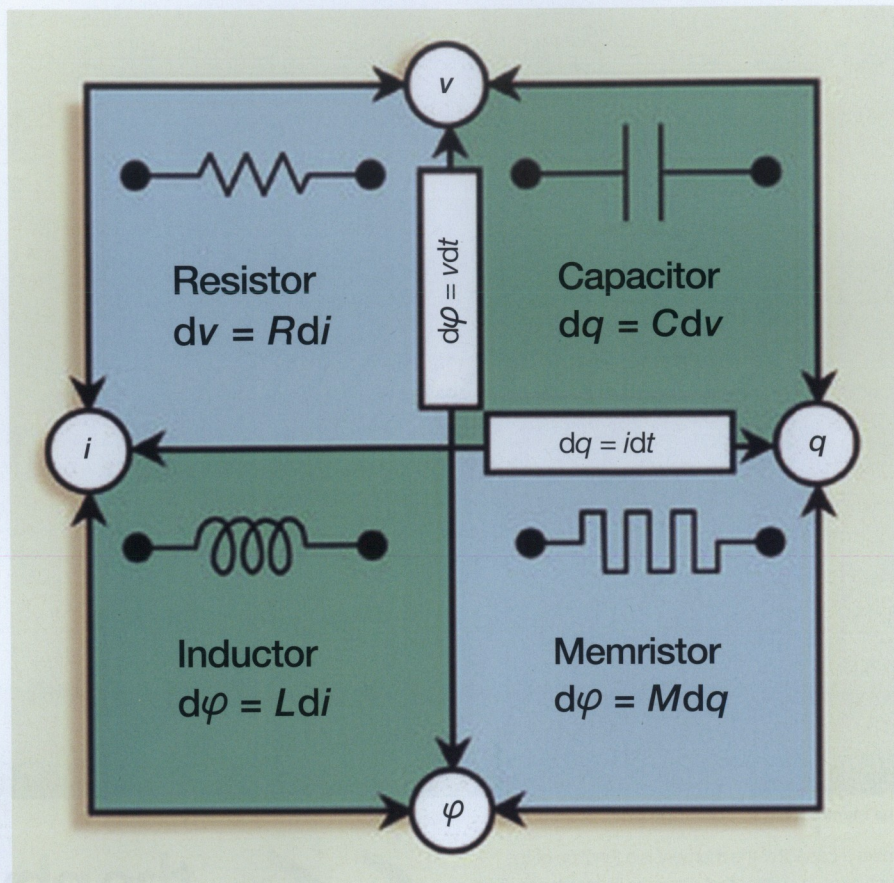 v
Resistor
dv = Rdi
dφ = vdt
Capacitor
dq = Cdv
i
dq = idt
q
Inductor
dφ = Ldi
Memristor
dφ = Mdq
φ